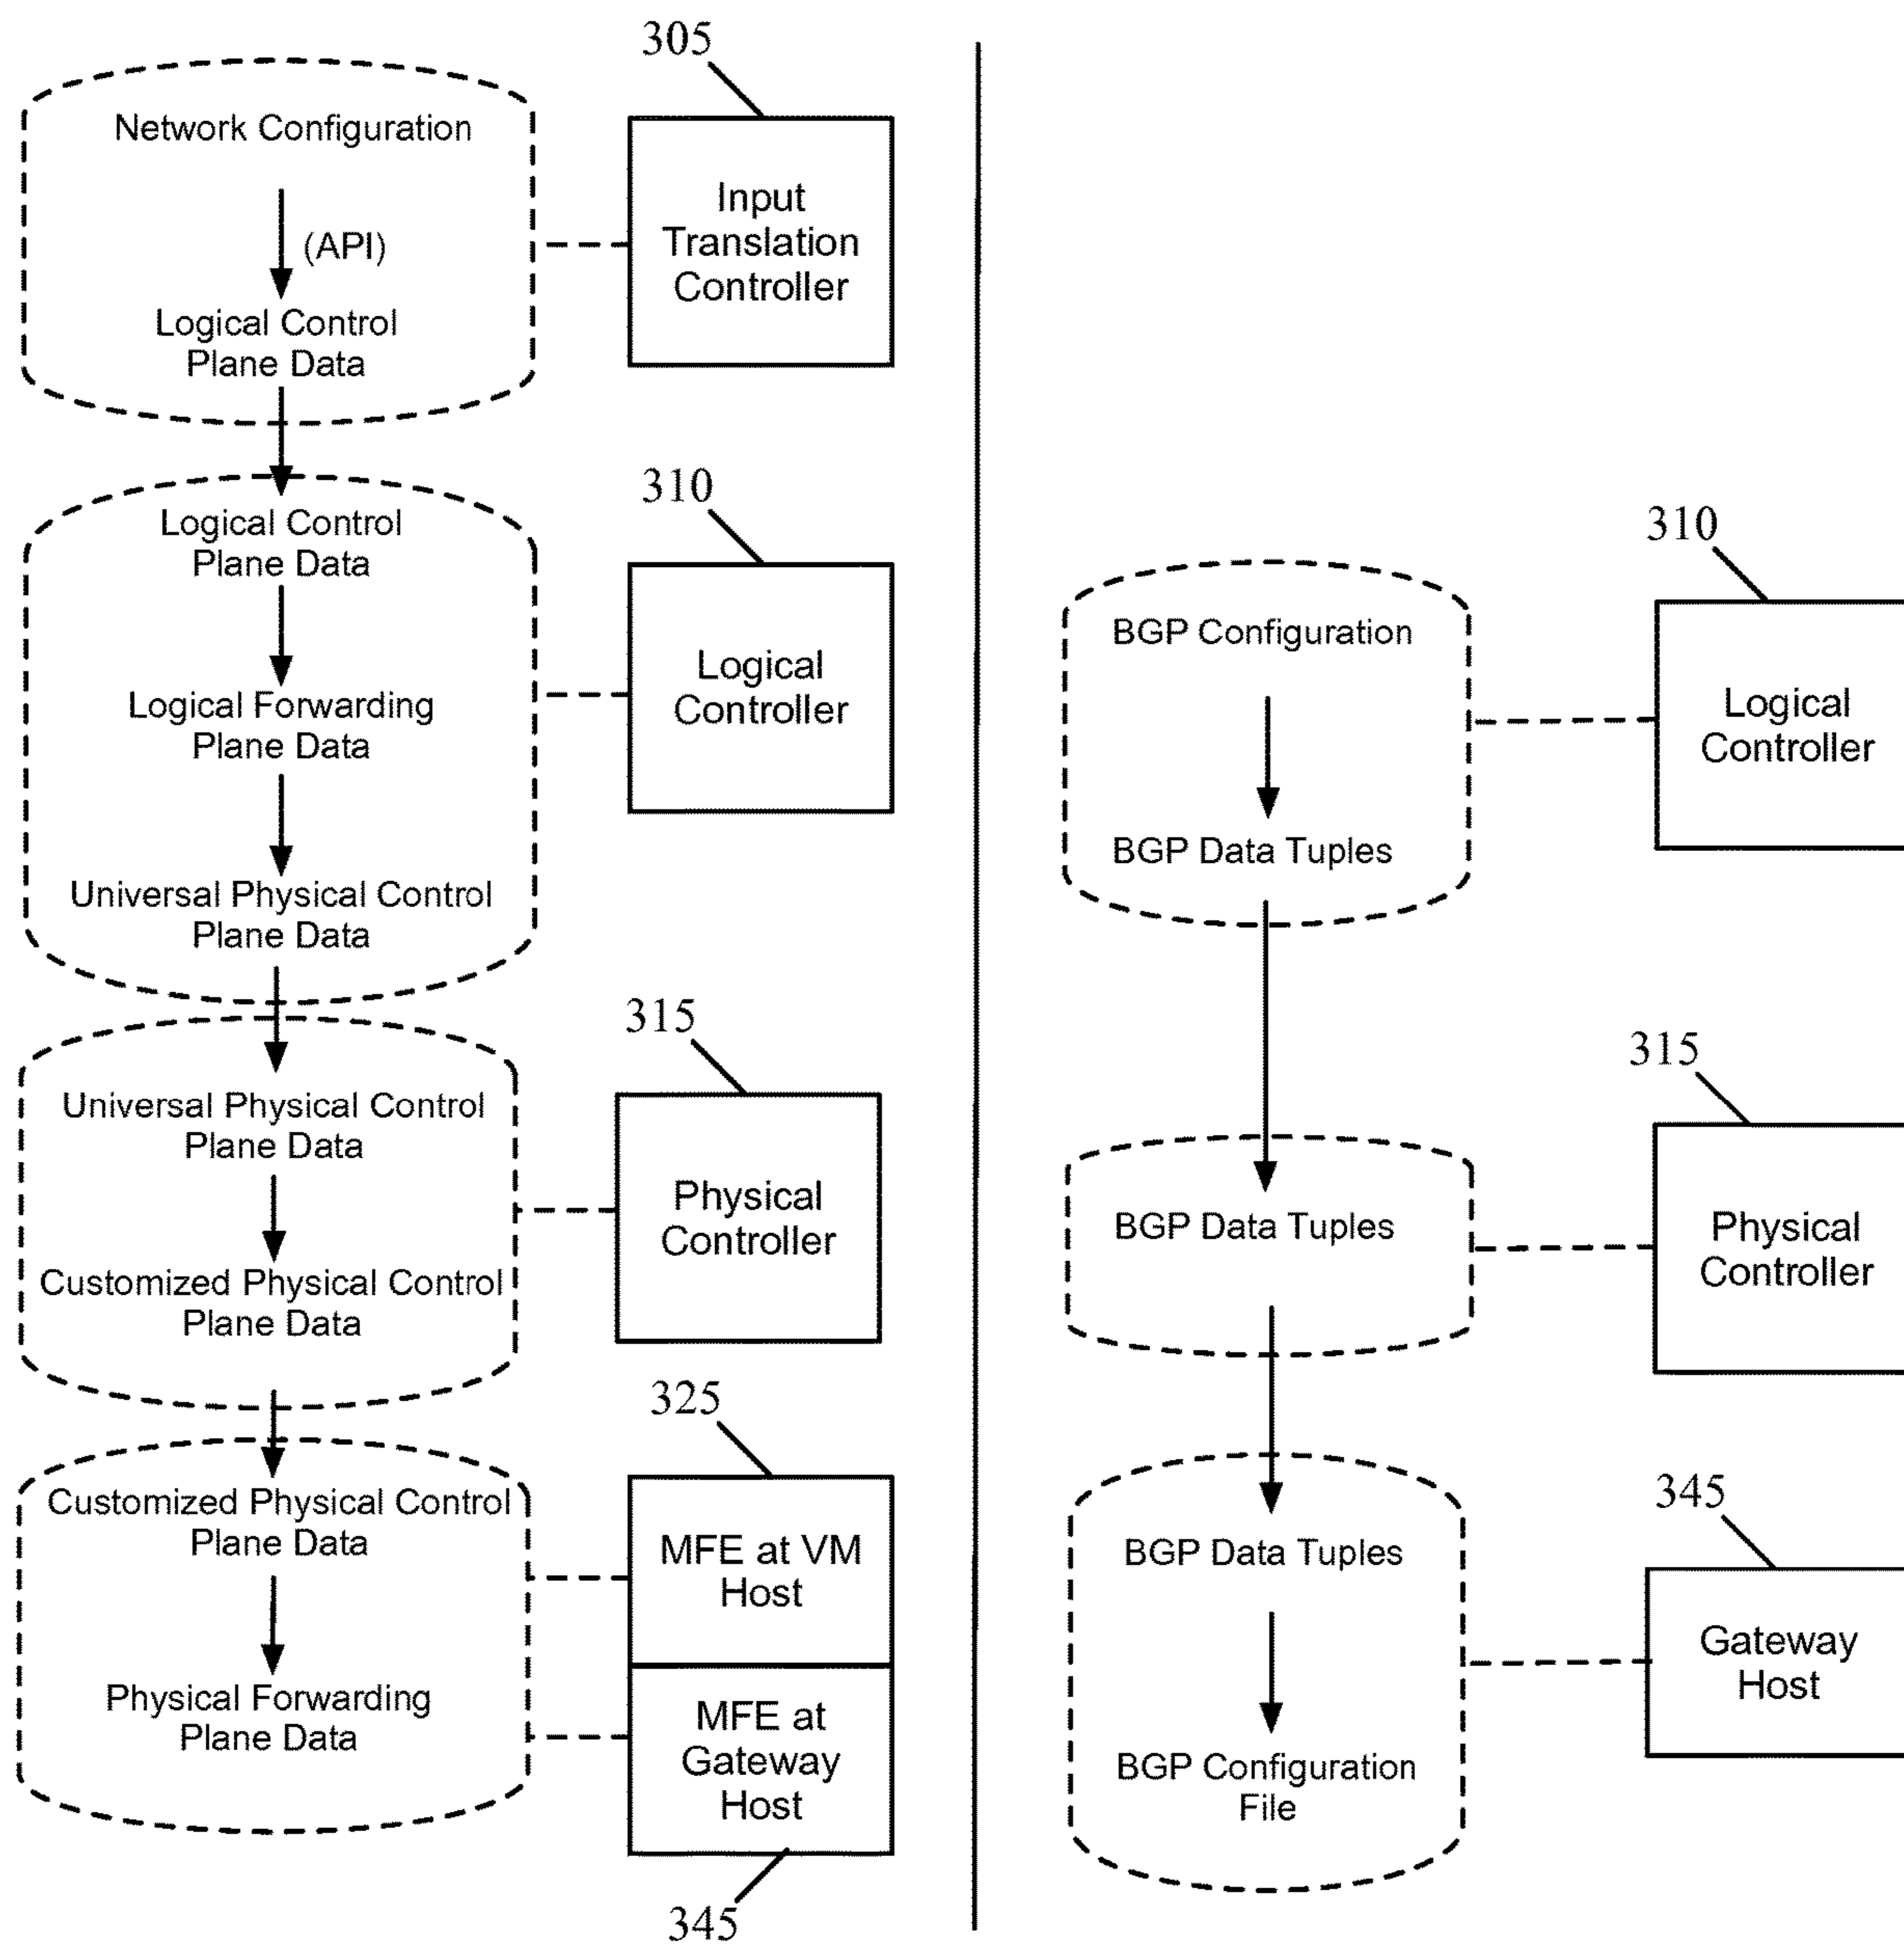 305
Network Configuration
(API)
Logical Control
Plane Data
Input
Translation
Controller
310
Logical Control
Plane Data
Logical Forwarding
Plane Data
Universal Physical Control
Plane Data
Logical
Controller
315
Universal Physical Control
Plane Data
Customized Physical Control
Plane Data
Physical
Controller
325
Customized Physical Control
Plane Data
Physical Forwarding
Plane Data
MFE at VM
Host
MFE at
Gateway
Host
345
310
BGP Configuration
BGP Data Tuples
Logical
Controller
315
BGP Data Tuples
Physical
Controller
345
BGP Data Tuples
BGP Configuration
File
Gateway
Host